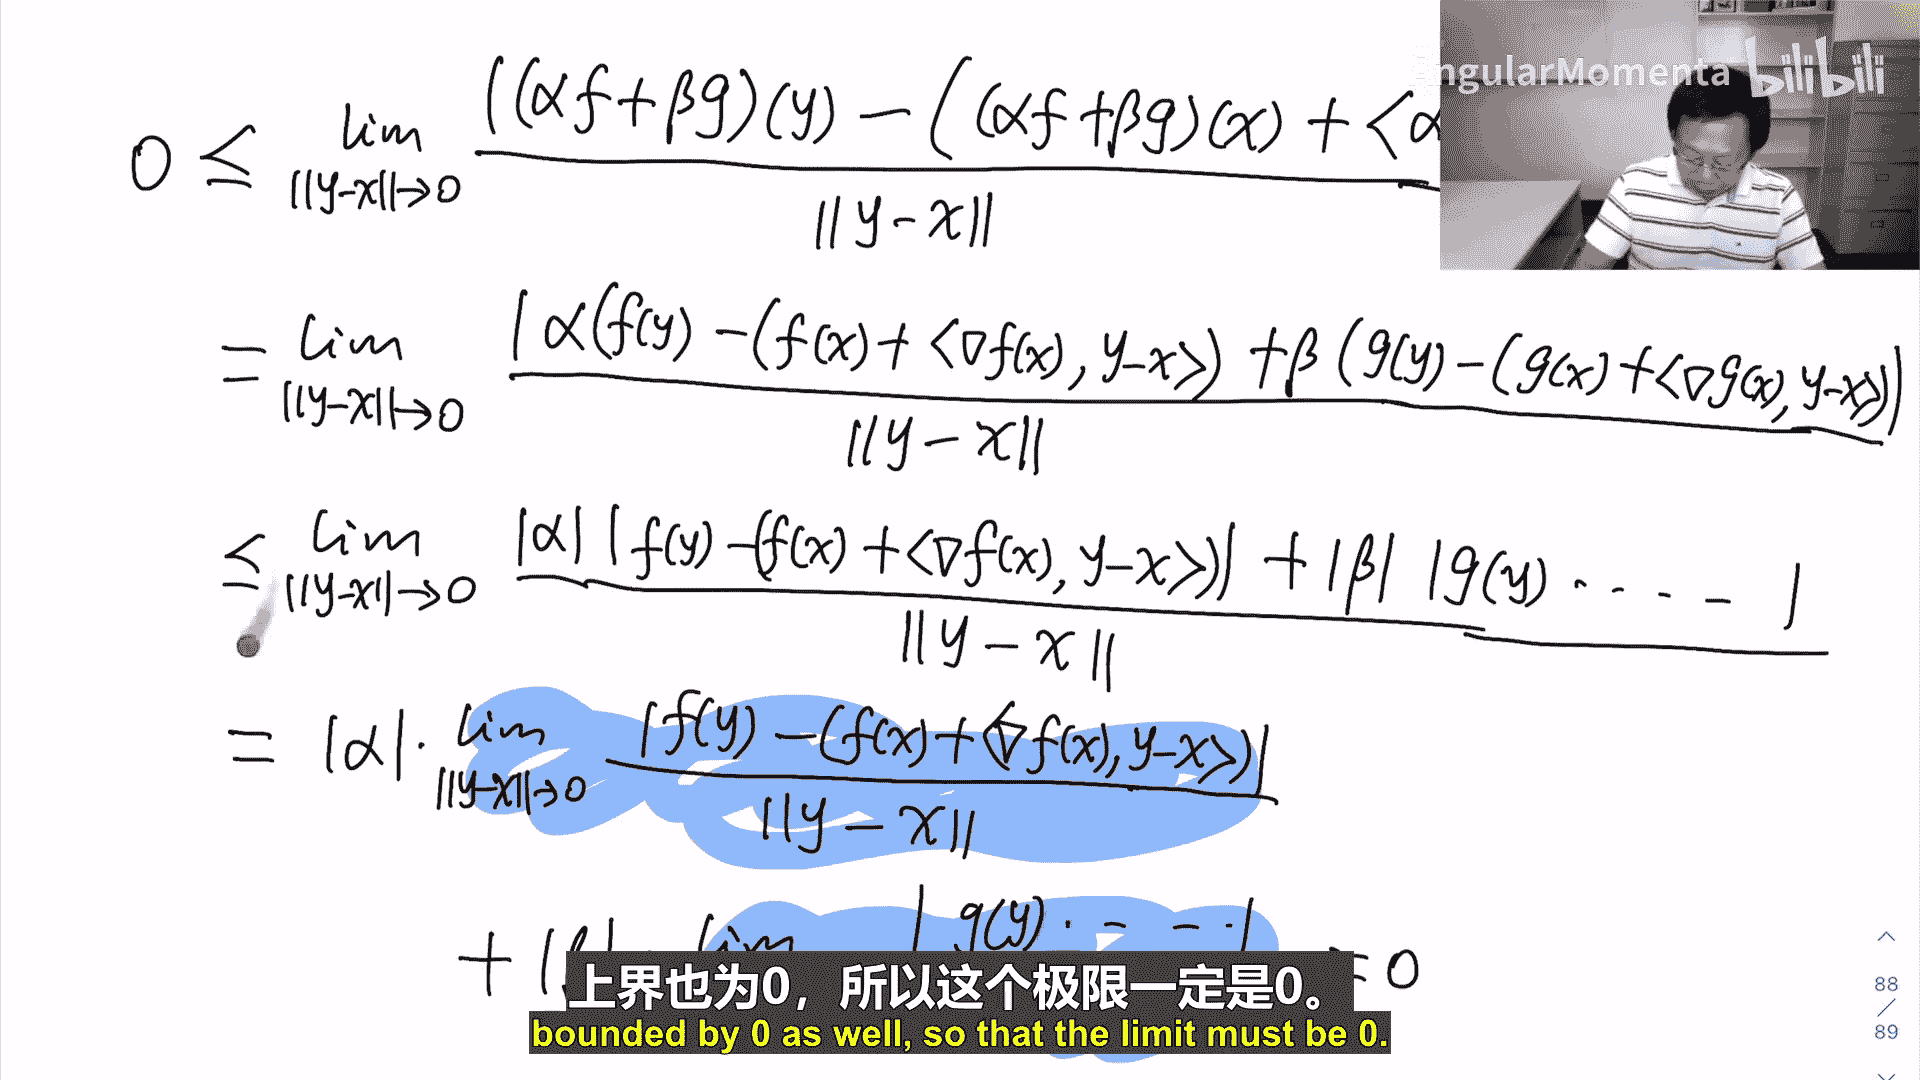 ngularMomenta bilibili
0 ≤ lim |(αf+βg)(y) − ((αf+βg)(x) + <α
||y−x||→0 ||y−x||
= lim |α(f(y) −(f(x)+ <∇f(x), y−x>) +β (g(y)−(g(x)+<∇g(x), y−x>)|
||y−x||→0 ||y−x||
≤ lim |α| |f(y) −(f(x) +<∇f(x), y−x>)| + |β| |g(y) ····− |
||y−x||→0 ||y−x||
= |α|· lim |f(y) −(f(x)+<∇f(x), y−x>)|
||y−x||→0 ||y−x||
+ |β| lim |g(y)·−−·| =0
上界也为0，所以这个极限一定是0。
bounded by 0 as well, so that the limit must be 0.
88
/
89